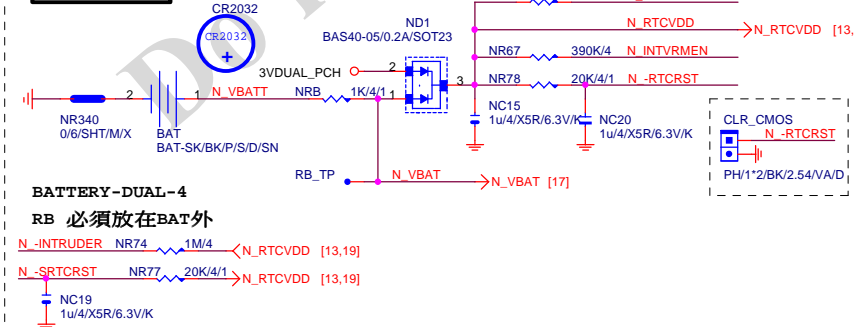 CR2032
CR2032
+
ND1
BAS40-05/0.2A/SOT23
3VDUAL_PCH
2
1
3
N_RTCVDD
N_RTCVDD [13,
NR67 390K/4 N_INTVRMEN
NR78 20K/4/1 N_-RTCRST
2
1
N_VBATT
NRB 1K/4/1
NR340
0/6/SHT/M/X
BAT
BAT-SK/BK/P/S/D/SN
NC15
1u/4/X5R/6.3V/K
NC20
1u/4/X5R/6.3V/K
CLR_CMOS
N_-RTCRST
PH/1*2/BK/2.54/VA/D
RB_TP
N_VBAT
N_VBAT [17]
BATTERY-DUAL-4
RB 必須放在BAT外
N_-INTRUDER NR74 1M/4 N_RTCVDD [13,19]
N_-SRTCRST NR77 20K/4/1 N_RTCVDD [13,19]
NC19
1u/4/X5R/6.3V/K
Do